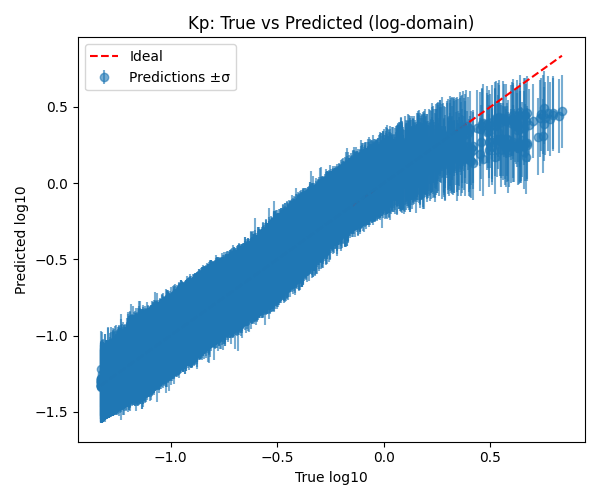 Kp: True vs Predicted (log-domain)
Ideal
Predictions ±σ
Predicted log10
0.5
0.0
−0.5
−1.0
−1.5
−1.0 −0.5 0.0 0.5
True log10